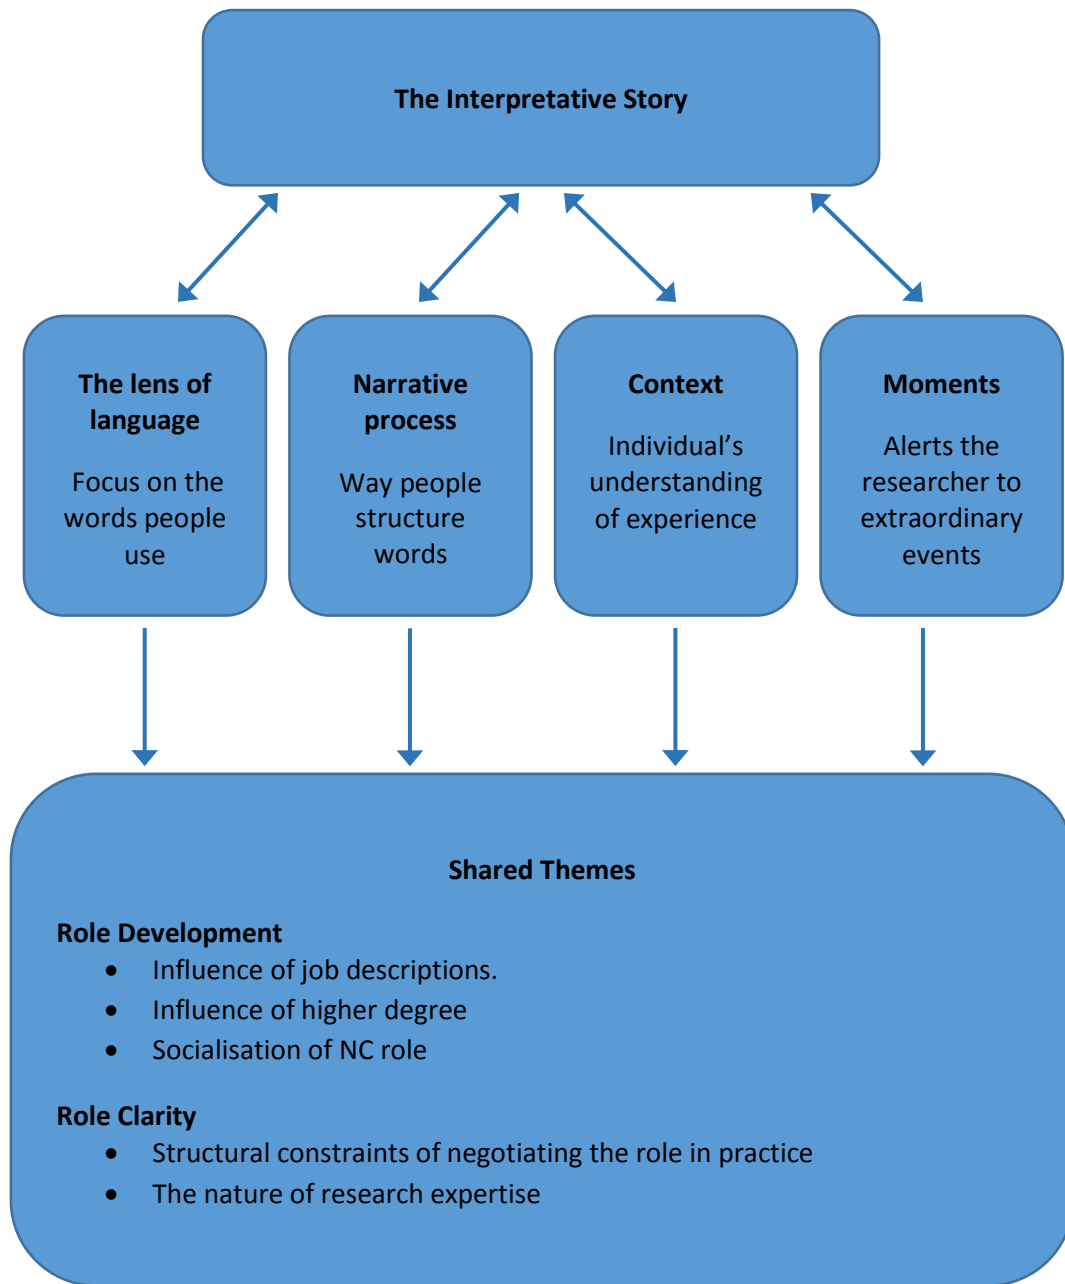 The Interpretative Story
The lens of
language
Focus on the
words people
use
Narrative
process
Way people
structure
words
Context
Individual’s
understanding
of experience
Moments
Alerts the
researcher to
extraordinary
events
Shared Themes
Role Development
• Influence of job descriptions.
• Influence of higher degree
• Socialisation of NC role
Role Clarity
• Structural constraints of negotiating the role in practice
• The nature of research expertise